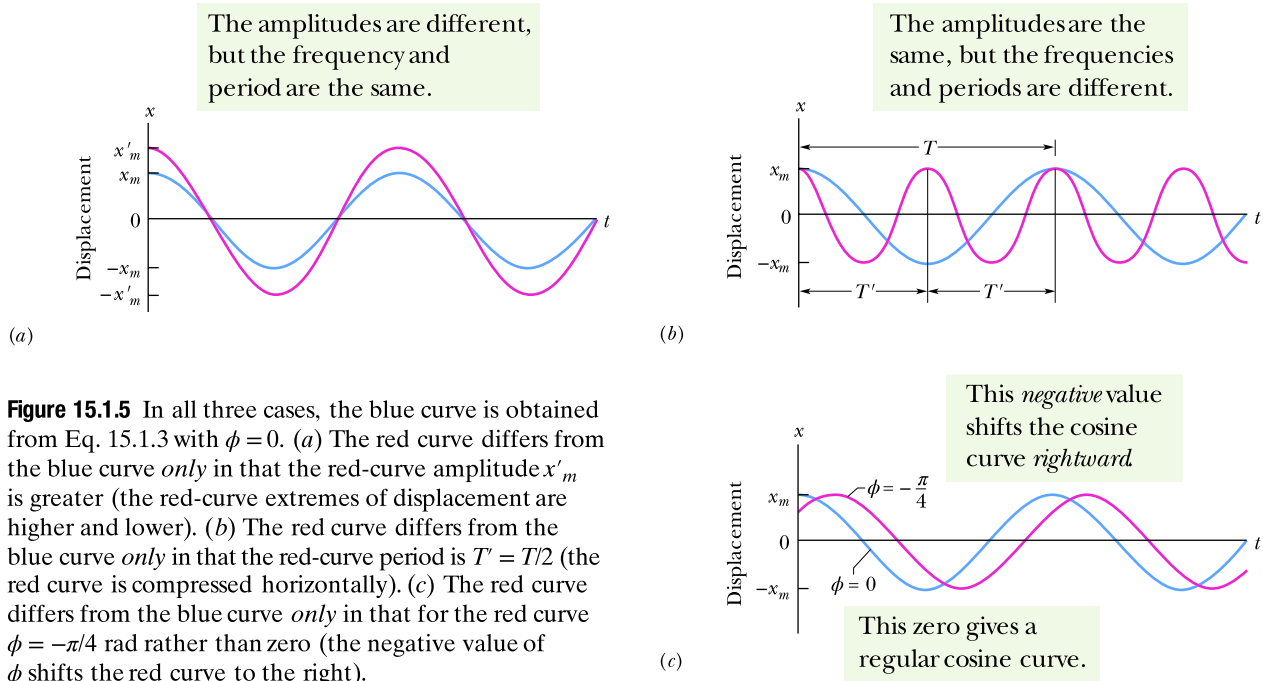 The amplitudes are different,
but the frequency and
period are the same.
x
x′m
xm
0
−xm
−x′m
Displacement
t
(a)
The amplitudes are the
same, but the frequencies
and periods are different.
x
T
xm
0
−xm
Displacement
t
T′ T′
(b)
Figure 15.1.5 In all three cases, the blue curve is obtained
from Eq. 15.1.3 with ϕ = 0. (a) The red curve differs from
the blue curve only in that the red-curve amplitude x′m
is greater (the red-curve extremes of displacement are
higher and lower). (b) The red curve differs from the
blue curve only in that the red-curve period is T′ = T/2 (the
red curve is compressed horizontally). (c) The red curve
differs from the blue curve only in that for the red curve
ϕ = −π/4 rad rather than zero (the negative value of
ϕ shifts the red curve to the right).
This negative value
shifts the cosine
curve rightward.
x
xm
0
−xm
Displacement
ϕ = −π/4
ϕ = 0
t
This zero gives a
regular cosine curve.
(c)